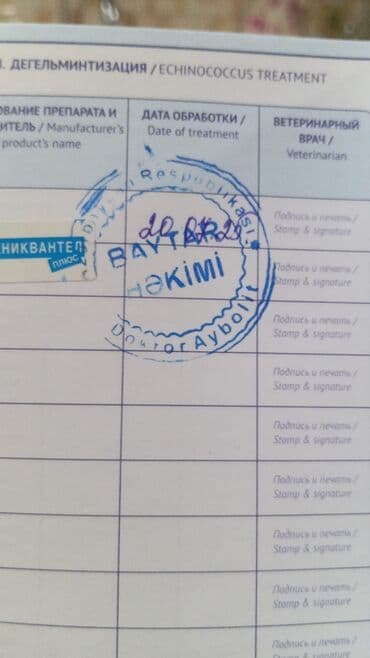 . ДЕГЕЛЬМИНТИЗАЦИЯ / ECHINOCOCCUS TREATMENT
ОВАНИЕ ПРЕПАРАТА И
ИТЕЛЬ / Manufacturer's
product's name
ДАТА ОБРАБОТКИ /
Date of treatment
ВЕТЕРИНАРНЫЙ
ВРАЧ /
Veterinarian
Respublikası
BAYTAR
HƏKİMİ
Doktor Aybolit
НИКВАНТЕЛ
плюс
Подпись и печать /
Stamp & signature
Подпись и печать /
Stamp & signature
Подпись и печать /
Stamp & signature
Подпись и печать /
Stamp & signature
Подпись и печать /
Stamp & signature
Подпись и печать /
Stamp & signature
Подпись и печать /
Stamp & signature
Подпись и печать /
Stamp & signature
Подпись и печать /
Stamp & signature